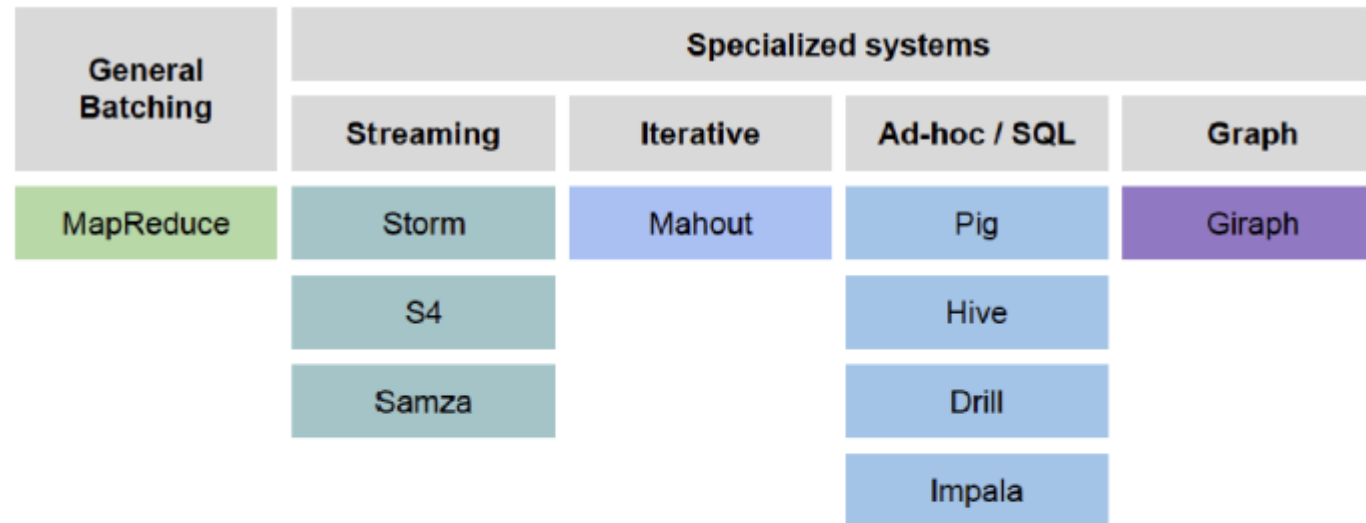 General
Batching
Specialized systems
Streaming
Iterative
Ad-hoc / SQL
Graph
MapReduce
Storm
Mahout
Pig
Giraph
S4
Hive
Samza
Drill
Impala